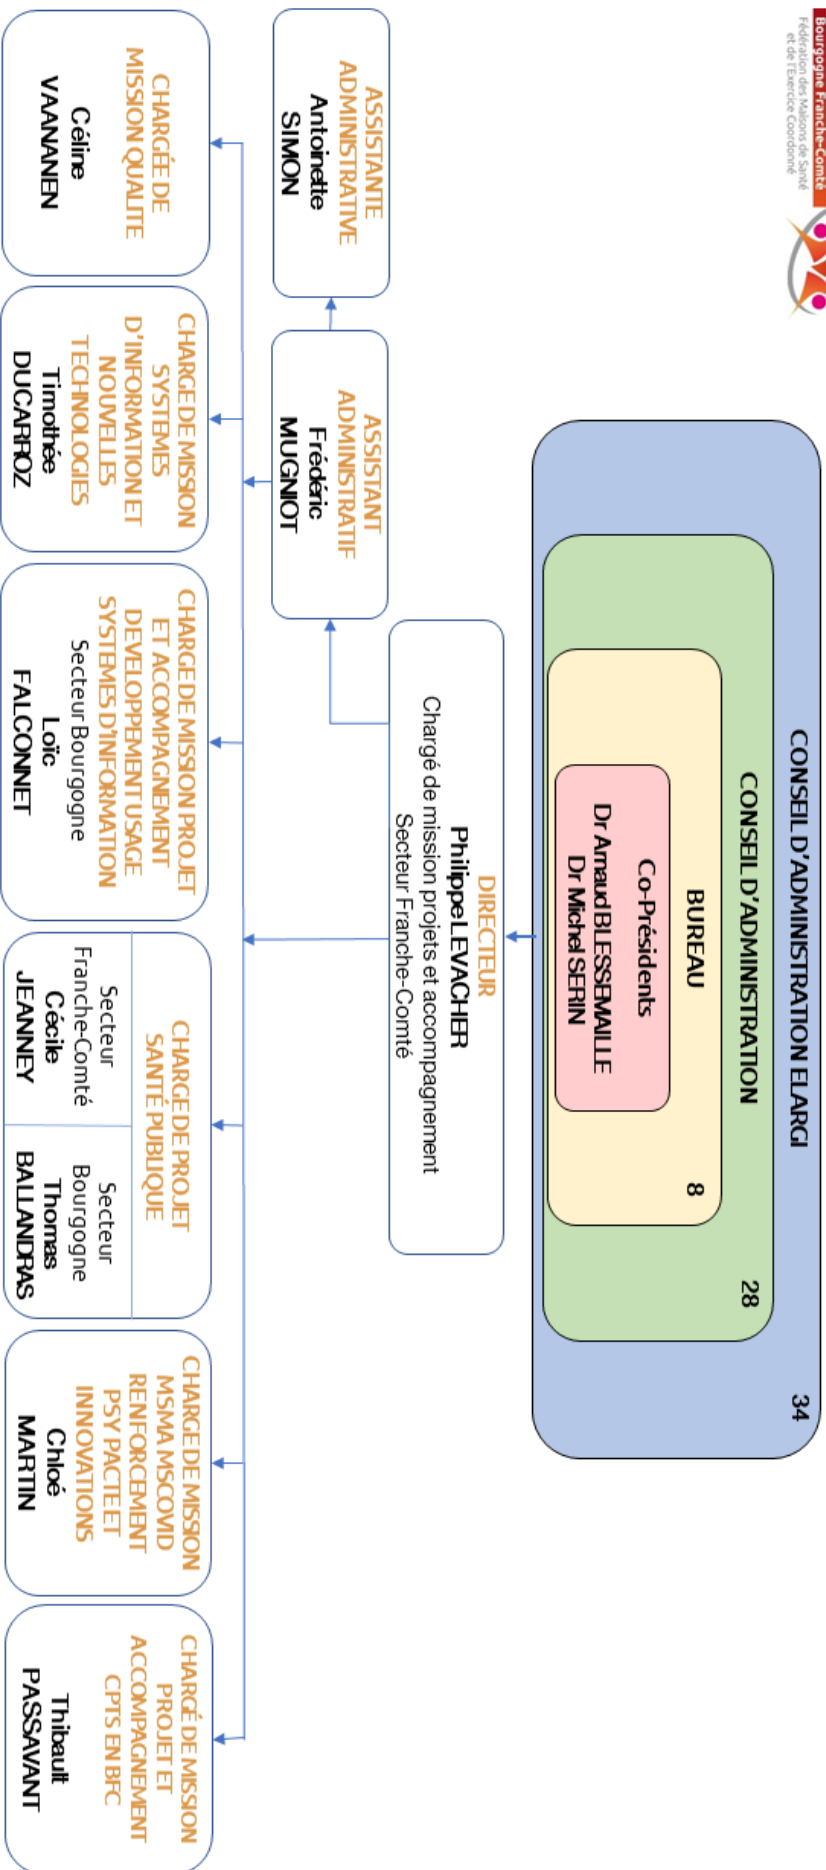 Bourgogne Franche-Comté
Fédération des Maisons de Santé
et de l'Exercice Coordonné
CONSEIL D'ADMINISTRATION ELARGI
34
CONSEIL D'ADMINISTRATION
28
BUREAU
8
Co-Présidents
Dr Arnaud BLESSEMAILLE
Dr Michel SERIN
DIRECTEUR
Philippe LEVACHER
Chargé de mission projets et accompagnement
Secteur Franche-Comté
ASSISTANTE
ADMINISTRATIVE
Antoinette
SIMON
ASSISTANT
ADMINISTRATIF
Frédéric
MUGNIOT
CHARGÉE DE
MISSION QUALITE
Céline
VAANANEN
CHARGE DE MISSION
SYSTEMES
D'INFORMATION ET
NOUVELLES
TECHNOLOGIES
Timothée
DUCARROZ
CHARGE DE MISSION PROJET
ET ACCOMPAGNEMENT
DEVELOPPEMENT USAGE
SYSTEMES D'INFORMATION
Secteur Bourgogne
Loïc
FALCONNET
CHARGE DE PROJET
SANTÉ PUBLIQUE
Secteur
Franche-Comté
Cécile
JEANNEY
Secteur
Bourgogne
Thomas
BALLANDRAS
CHARGE DE MISSION
MSMA MSCOVID
RENFORCEMENT
PSY PACTE ET
INNOVATIONS
Chloé
MARTIN
CHARGÉ DE MISSION
PROJET ET
ACCOMPAGNEMENT
CPTS EN BFC
Thibault
PASSAVANT